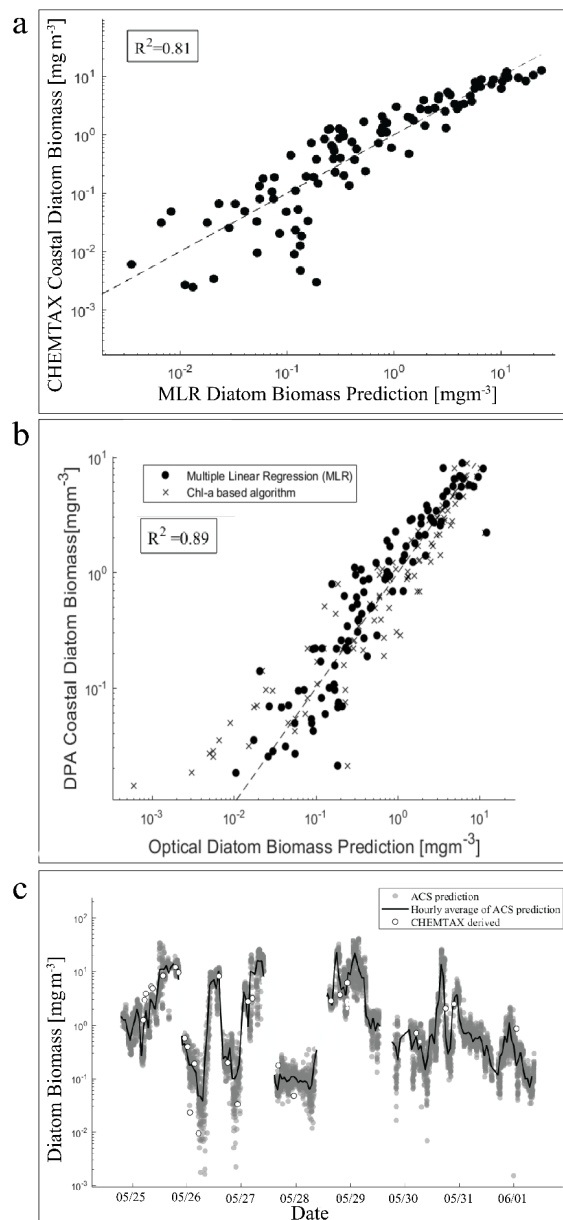 a
R²=0.81
CHEMTAX Coastal Diatom Biomass [mg m⁻³]
10¹
10⁰
10⁻¹
10⁻²
10⁻³
10⁻² 10⁻¹ 10⁰ 10¹
MLR Diatom Biomass Prediction [mgm⁻³]
b
Multiple Linear Regression (MLR)
Chl-a based algorithm
R² =0.89
DPA Coastal Diatom Biomass[mgm⁻³]
10¹
10⁰
10⁻¹
10⁻³ 10⁻² 10⁻¹ 10⁰ 10¹
Optical Diatom Biomass Prediction [mgm⁻³]
c
ACS prediction
Hourly average of ACS prediction
CHEMTAX derived
Diatom Biomass [mg m⁻³]
10²
10¹
10⁰
10⁻¹
10⁻²
10⁻³
05/25 05/26 05/27 05/28 05/29 05/30 05/31 06/01
Date